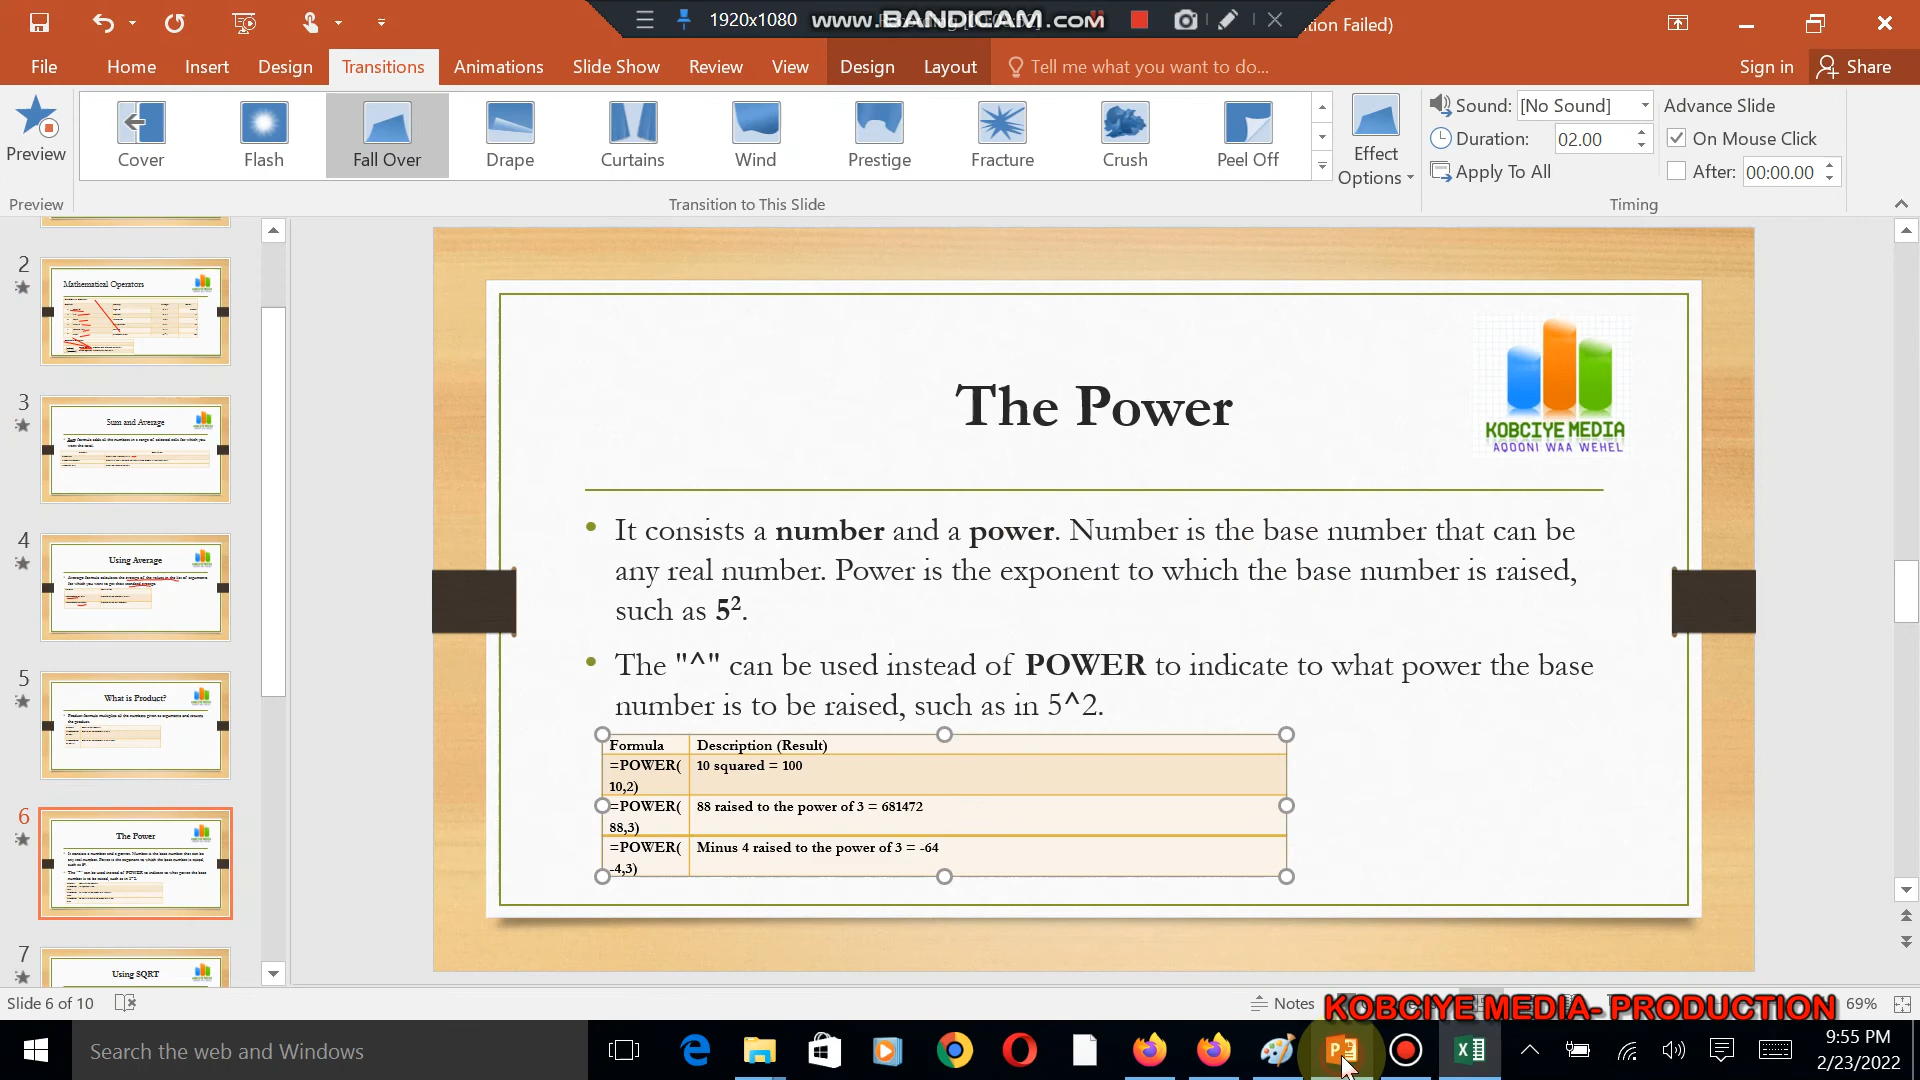 1920x1080
www.BANDICAM.com
tion Failed)
File Home Insert Design Transitions Animations Slide Show Review View Design Layout Tell me what you want to do... Sign in Share
Preview
Cover Flash Fall Over Drape Curtains Wind Prestige Fracture Crush Peel Off
Effect
Options
Sound: [No Sound] Advance Slide
Duration: 02.00 On Mouse Click
Apply To All After: 00:00.00
Preview Transition to This Slide Timing
2
Mathematical Operators
3
Sum and Average
4
Using Average
5
What is Product?
6
The Power
7
Using SQRT
The Power
KOBCIYE MEDIA
AQOONI WAA WEHEL
• It consists a number and a power. Number is the base number that can be
any real number. Power is the exponent to which the base number is raised,
such as 5².
• The "^" can be used instead of POWER to indicate to what power the base
number is to be raised, such as in 5^2.
Formula Description (Result)
=POWER( 10 squared = 100
10,2)
=POWER( 88 raised to the power of 3 = 681472
88,3)
=POWER( Minus 4 raised to the power of 3 = -64
-4,3)
Slide 6 of 10 Notes 69%
KOBCIYE MEDIA- PRODUCTION
Search the web and Windows
9:55 PM
2/23/2022